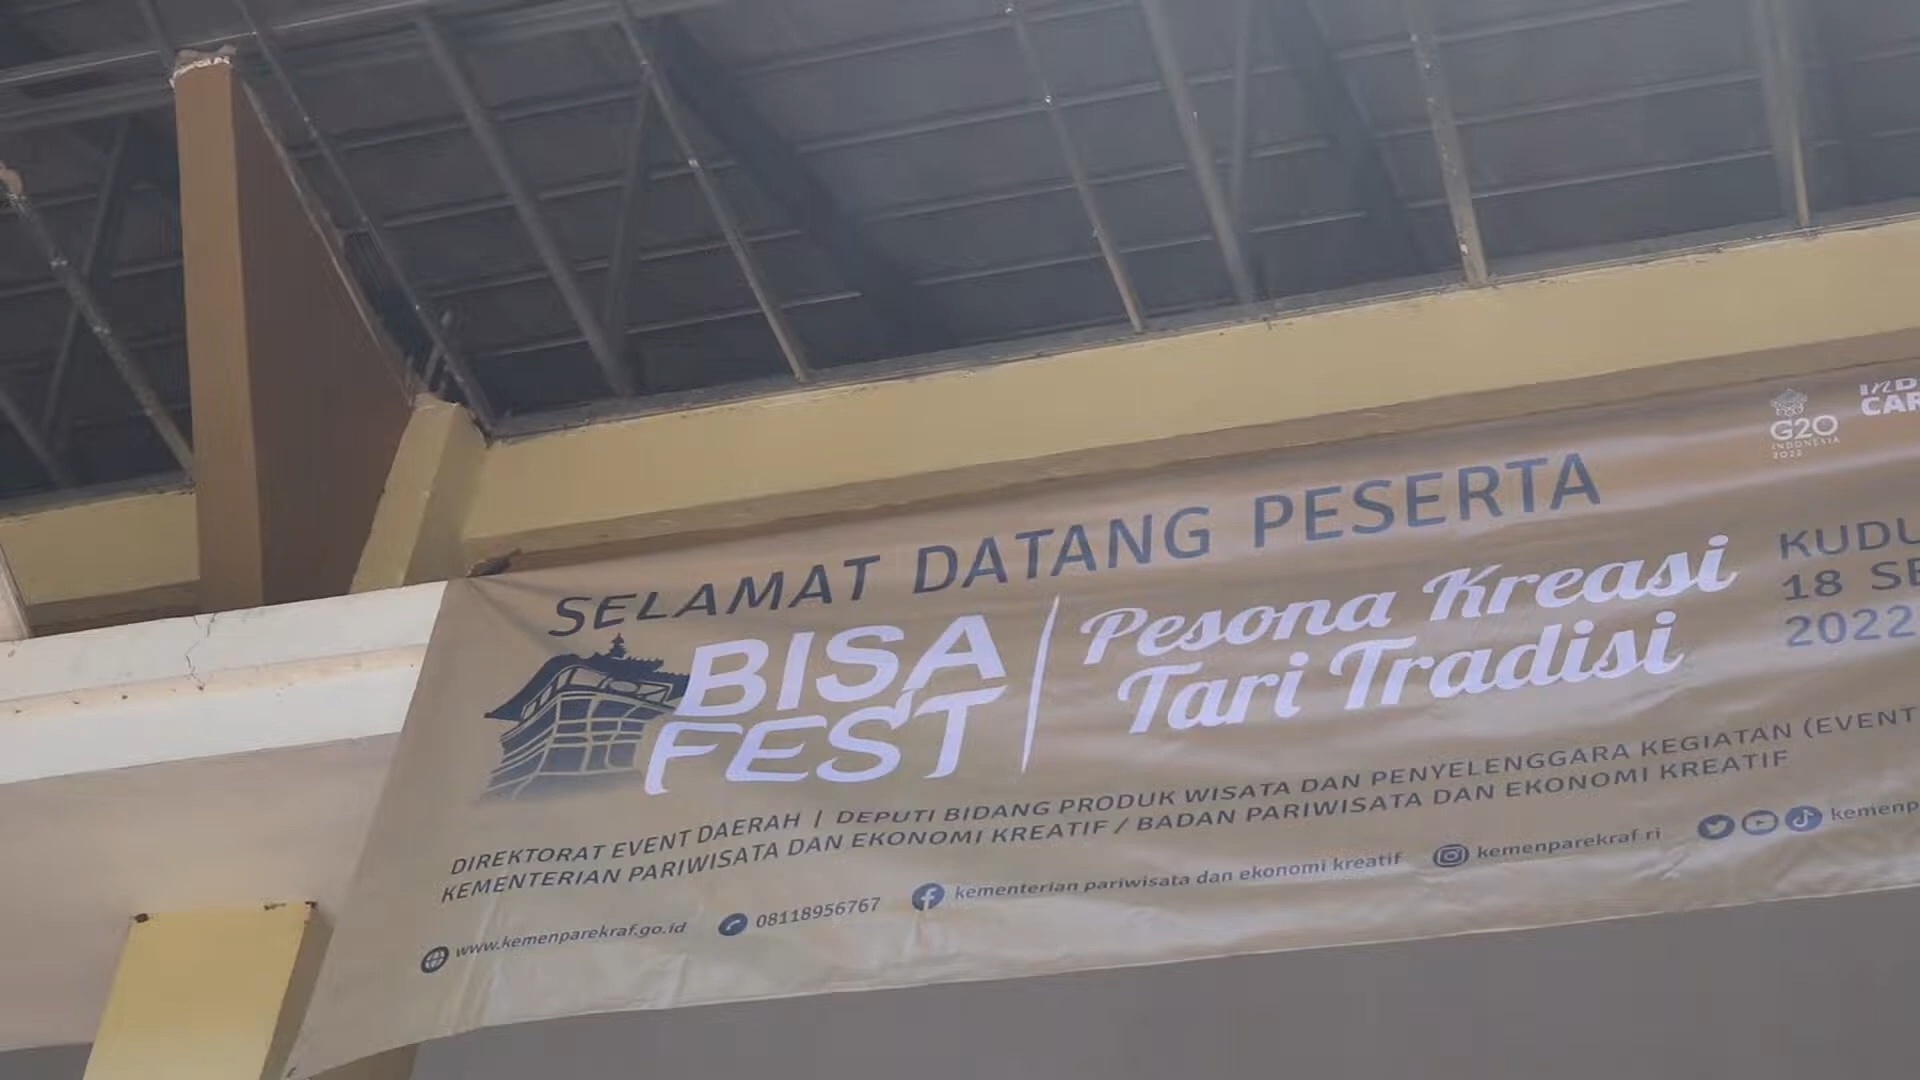 G20
INDONESIA
2022
SELAMAT DATANG PESERTA
BISA
FEST
Pesona Kreasi
Tari Tradisi
18
2022
DIREKTORAT EVENT DAERAH | DEPUTI BIDANG PRODUK WISATA DAN PENYELENGGARA KEGIATAN (EVENT
KEMENTERIAN PARIWISATA DAN EKONOMI KREATIF / BADAN PARIWISATA DAN EKONOMI KREATIF
www.kemenparekraf.go.id
08118956767
kementerian pariwisata dan ekonomi kreatif
kemenparekraf.ri